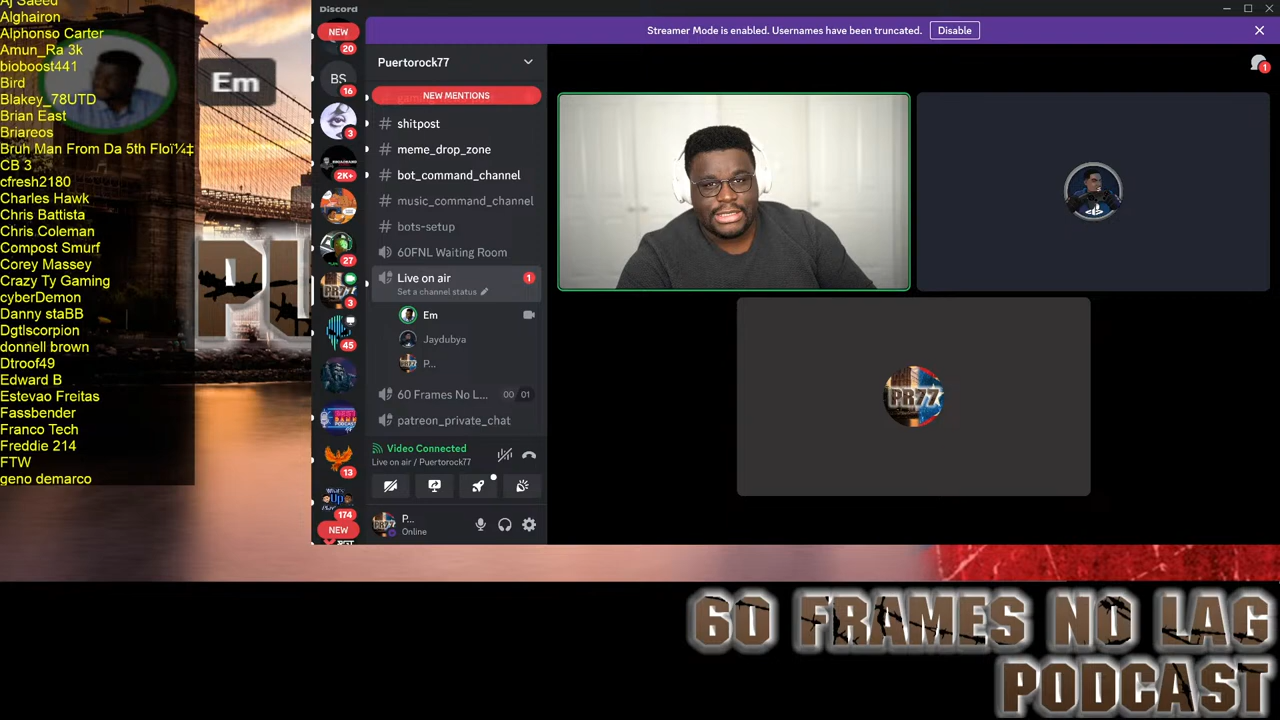 Aj Saeed
Alghairon
Alphonso Carter
Amun_Ra 3k
bioboost441
Bird
Blakey_78UTD
Brian East
Briareos
Bruh Man From Da 5th Floï¼‡
CB 3
cfresh2180
Charles Hawk
Chris Battista
Chris Coleman
Compost Smurf
Corey Massey
Crazy Ty Gaming
cyberDemon
Danny staBB
Dgtlscorpion
donnell brown
Dtroof49
Edward B
Estevao Freitas
Fassbender
Franco Tech
Freddie 214
FTW
geno demarco
Em
Discord
NEW
20
BS
16
3
2K+
27
3
45
13
174
NEW
Streamer Mode is enabled. Usernames have been truncated. Disable
Puertorock77
NEW MENTIONS
# shitpost
# meme_drop_zone
# bot_command_channel
# music_command_channel
# bots-setup
60FNL Waiting Room
Live on air 1
Set a channel status
Em
Jaydubya
P...
60 Frames No L... 00 01
patreon_private_chat
Video Connected
Live on air / Puertorock77
P...
Online
1
PR77
60 FRAMES NO LAG
PODCAST